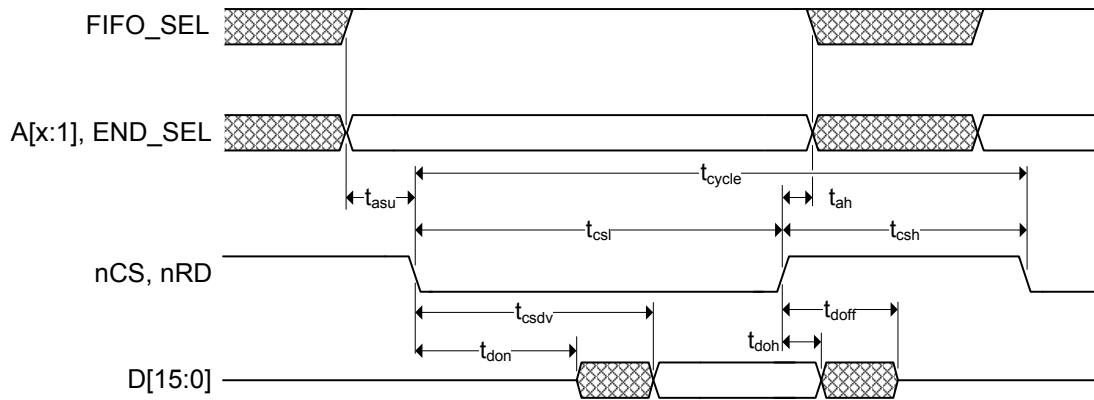 FIFO_SEL
A[x:1], END_SEL
tcycle
tasu
tah
tcsl
tcsh
nCS, nRD
tcsdv
tdoff
tdon
tdoh
D[15:0]